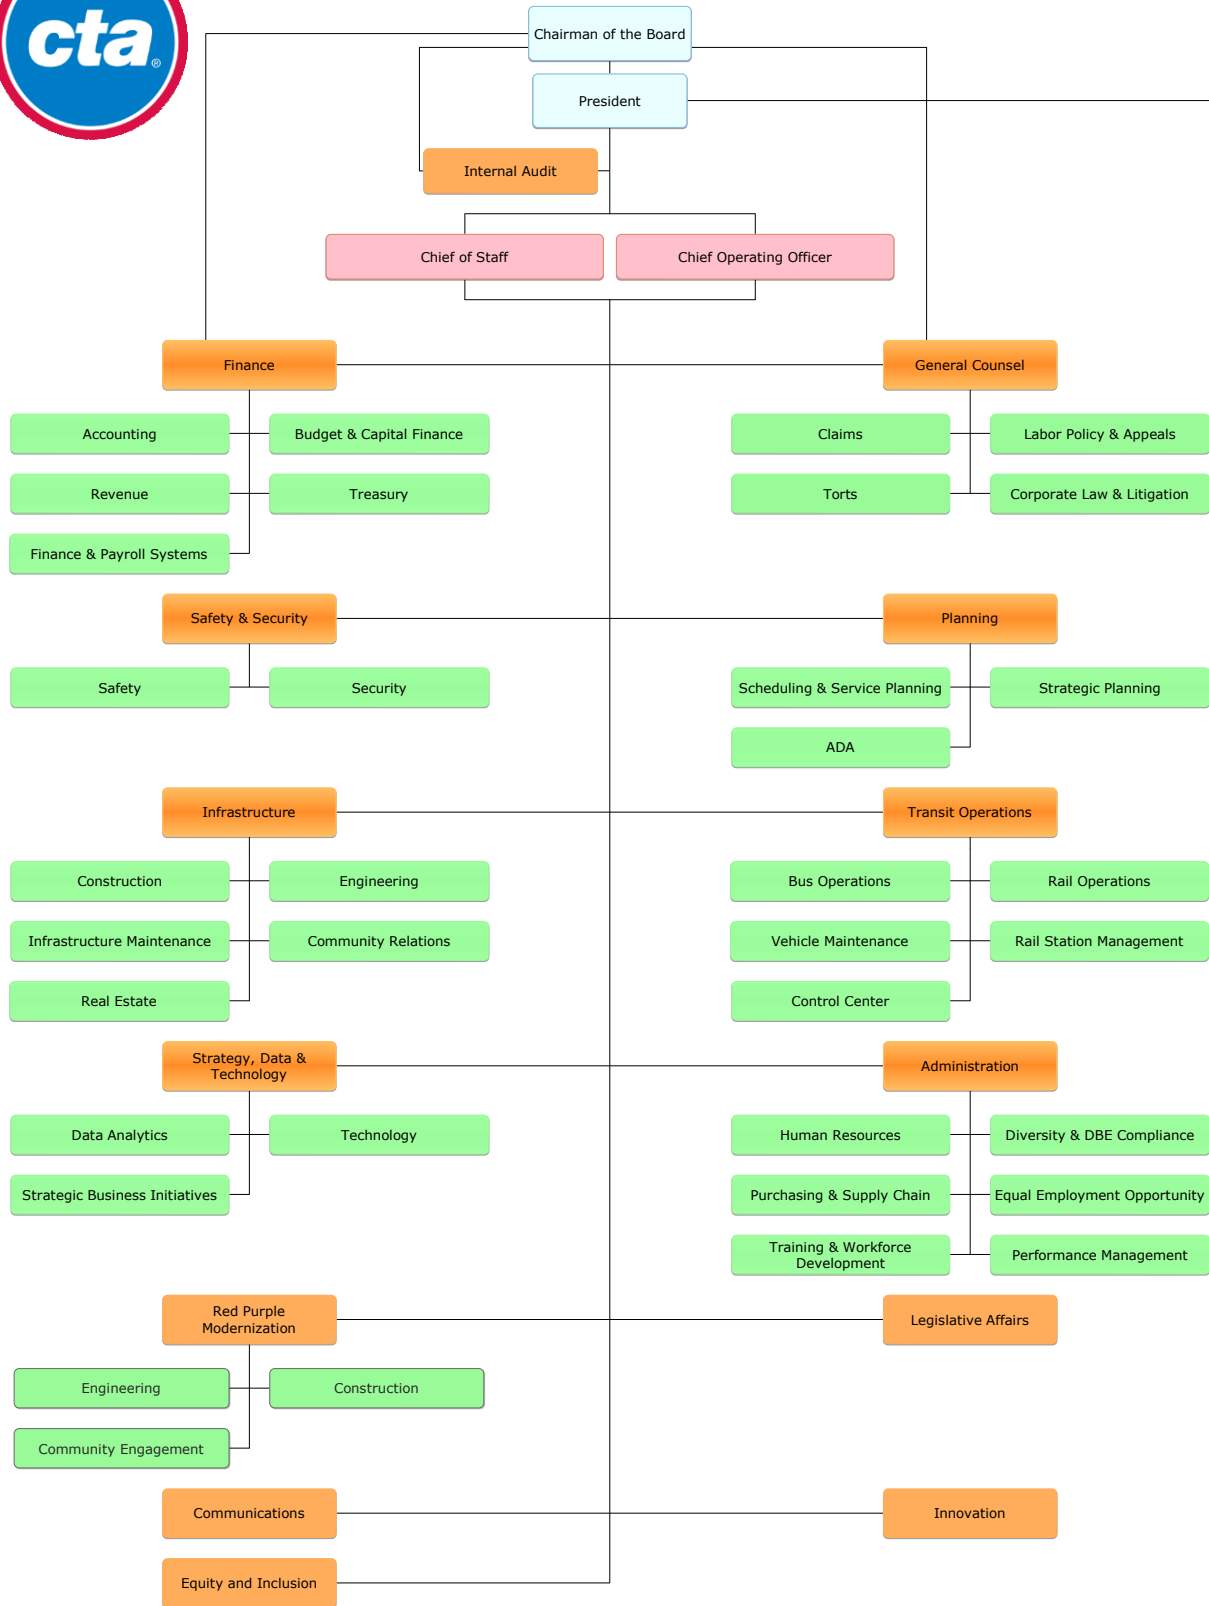 cta®
Chairman of the Board
President
Internal Audit
Chief of Staff
Chief Operating Officer
Finance
General Counsel
Accounting
Budget & Capital Finance
Claims
Labor Policy & Appeals
Revenue
Treasury
Torts
Corporate Law & Litigation
Finance & Payroll Systems
Safety & Security
Planning
Safety
Security
Scheduling & Service Planning
Strategic Planning
ADA
Infrastructure
Transit Operations
Construction
Engineering
Bus Operations
Rail Operations
Infrastructure Maintenance
Community Relations
Vehicle Maintenance
Rail Station Management
Real Estate
Control Center
Strategy, Data &
Technology
Administration
Data Analytics
Technology
Human Resources
Diversity & DBE Compliance
Strategic Business Initiatives
Purchasing & Supply Chain
Equal Employment Opportunity
Training & Workforce
Development
Performance Management
Red Purple
Modernization
Legislative Affairs
Engineering
Construction
Community Engagement
Communications
Innovation
Equity and Inclusion